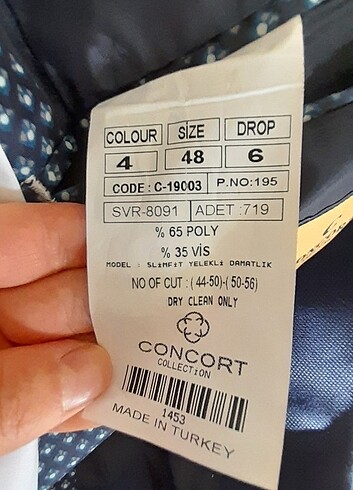 COLOUR SİZE DROP
4 48 6
CODE : C-19003 P.NO:195
SVR-8091 ADET :719
% 65 POLY
% 35 VİS
MODEL : SLİMFİT YELEKLİ DAMATLIK
NO OF CUT : ( 44-50)-( 50-56)
DRY CLEAN ONLY
CONCORT
COLLECTION
1453
MADE IN TURKEY